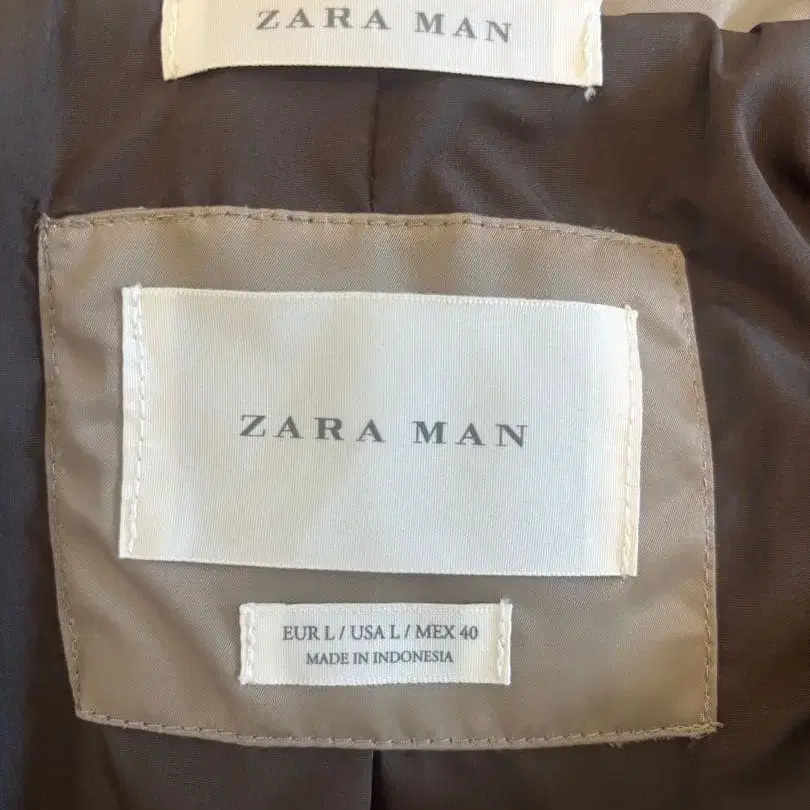 ZARA MAN
ZARA MAN
EUR L / USA L / MEX 40
MADE IN INDONESIA